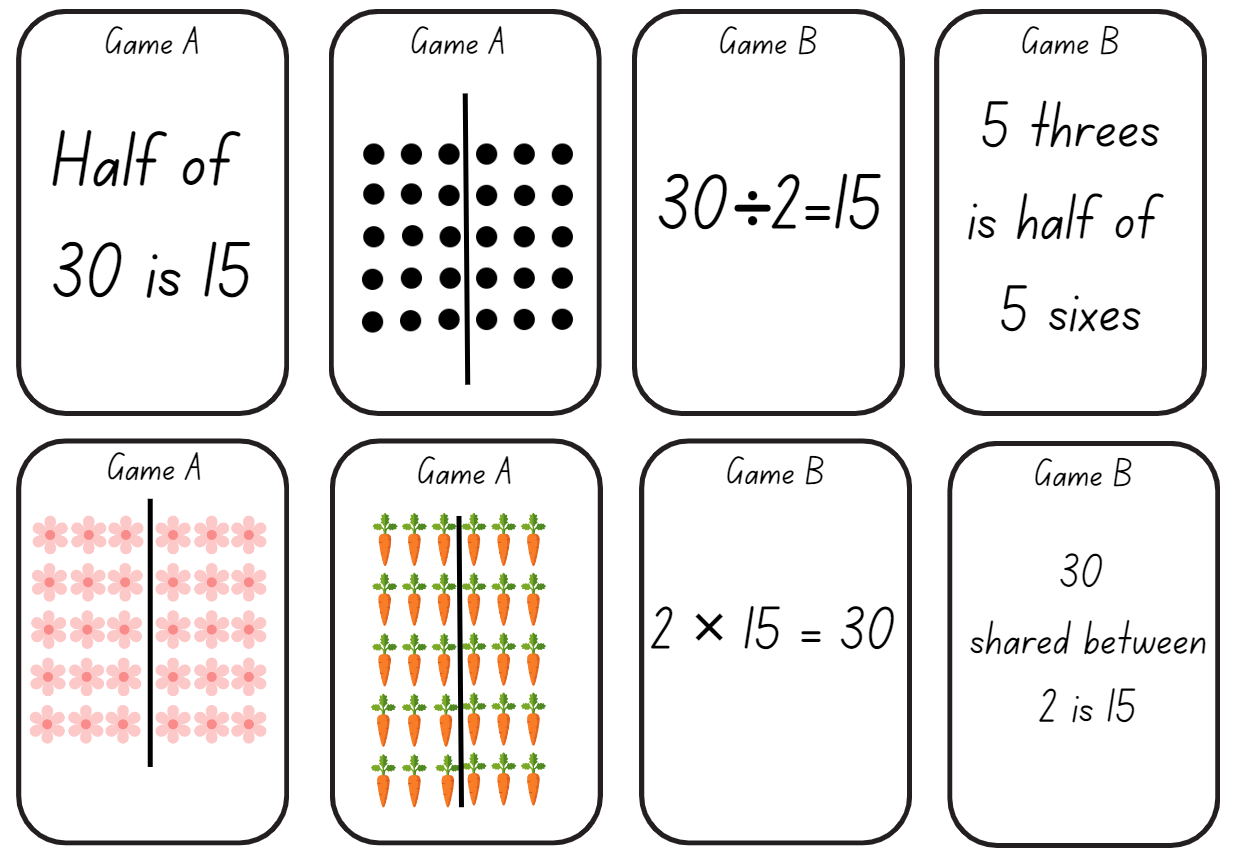 Game A
Half of
30 is 15
Game A
Game B
30÷2=15
Game B
5 threes
is half of
5 sixes
Game A
Game A
Game B
2 × 15 = 30
Game B
30
shared between
2 is 15